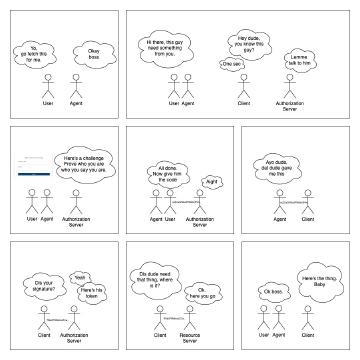 Yo,
go fetch this
for me.
Okay
boss
User
Agent
Hi there, this guy
need something
from you.
Hey dude,
you know this
guy?
One sec
Lemme
talk to him
User
Agent
Client
Authorization
Server
Here's a challenge
Prove who you are
who you say you are.
User
Agent
Authorization
Server
All done.
Now give him
the code
Aight
Agent
User
Authorization
Server
Ayo dude,
dat dude gave
me this
Agent
Client
Dis your
signature?
Yeah
Here's his
token
Client
Authorization
Server
Dis dude need
that thing, where
is it?
Ok,
here you go
Client
Resource
Server
Ok boss.
Here's the thing,
Baby
User
Agent
Client